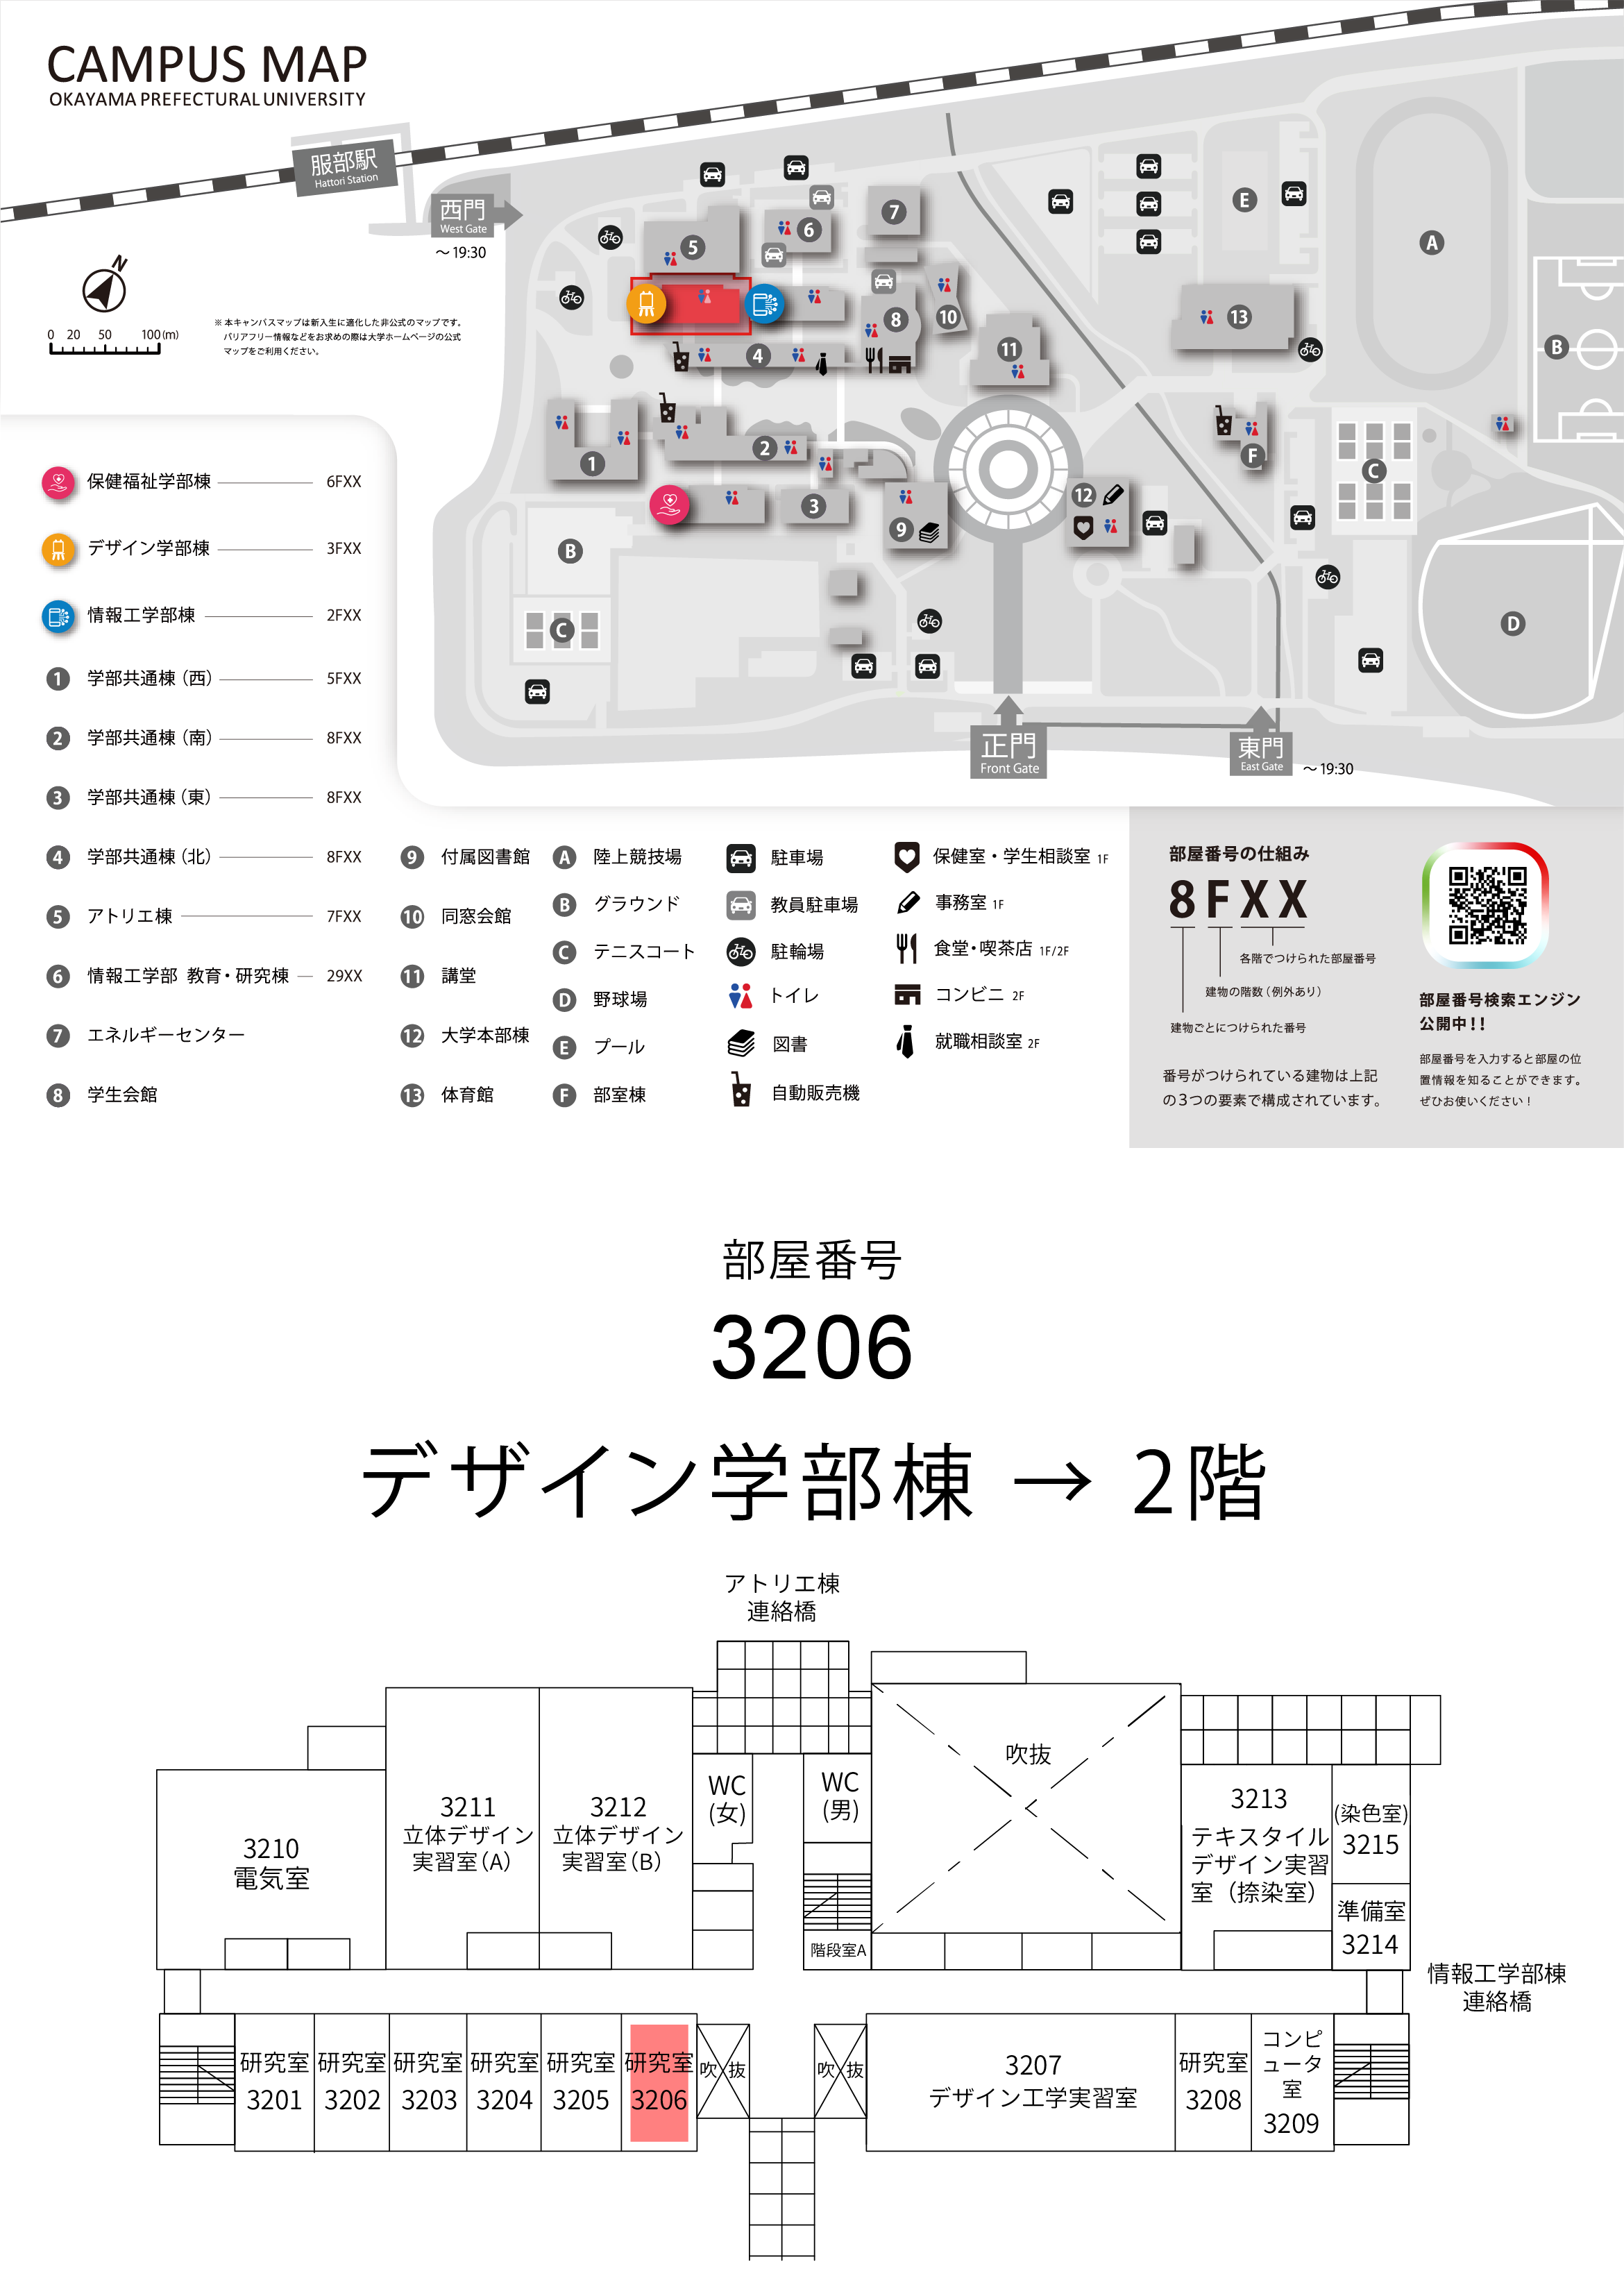 CAMPUS MAP
OKAYAMA PREFECTURAL UNIVERSITY
服部駅
Hattori Station
西門
West Gate
～19:30
N
0 20 50 100(m)
※ 本キャンパスマップは新入生に適化した非公式のマップです。
バリアフリー情報などをお求めの際は大学ホームページの公式
マップをご利用ください。
7
6
5
E
A
8
10
13
11
4
B
1
2
F
C
3
9
12
B
C
D
正門
Front Gate
東門
East Gate
～19:30
保健福祉学部棟 6FXX
デザイン学部棟 3FXX
情報工学部棟 2FXX
1 学部共通棟（西） 5FXX
2 学部共通棟（南） 8FXX
3 学部共通棟（東） 8FXX
4 学部共通棟（北） 8FXX
5 アトリエ棟 7FXX
6 情報工学部 教育・研究棟 29XX
7 エネルギーセンター
8 学生会館
9 付属図書館
10 同窓会館
11 講堂
12 大学本部棟
13 体育館
A 陸上競技場
B グラウンド
C テニスコート
D 野球場
E プール
F 部室棟
駐車場
教員駐車場
駐輪場
トイレ
図書
自動販売機
保健室・学生相談室 1F
事務室 1F
食堂・喫茶店 1F/2F
コンビニ 2F
就職相談室 2F
部屋番号の仕組み
8FXX
各階でつけられた部屋番号
建物の階数（例外あり）
建物ごとにつけられた番号
番号がつけられている建物は上記
の3つの要素で構成されています。
部屋番号検索エンジン
公開中！！
部屋番号を入力すると部屋の位
置情報を知ることができます。
ぜひお使いください！
部屋番号
3206
デザイン学部棟 → 2階
アトリエ棟
連絡橋
3210
電気室
3211
立体デザイン
実習室（A）
3212
立体デザイン
実習室（B）
WC
(女)
WC
(男)
階段室A
吹抜
3213
テキスタイル
デザイン実習
室（捺染室）
(染色室)
3215
準備室
3214
情報工学部棟
連絡橋
研究室
3201
研究室
3202
研究室
3203
研究室
3204
研究室
3205
研究室
3206
吹抜
吹抜
3207
デザイン工学実習室
研究室
3208
コンピ
ュータ
室
3209